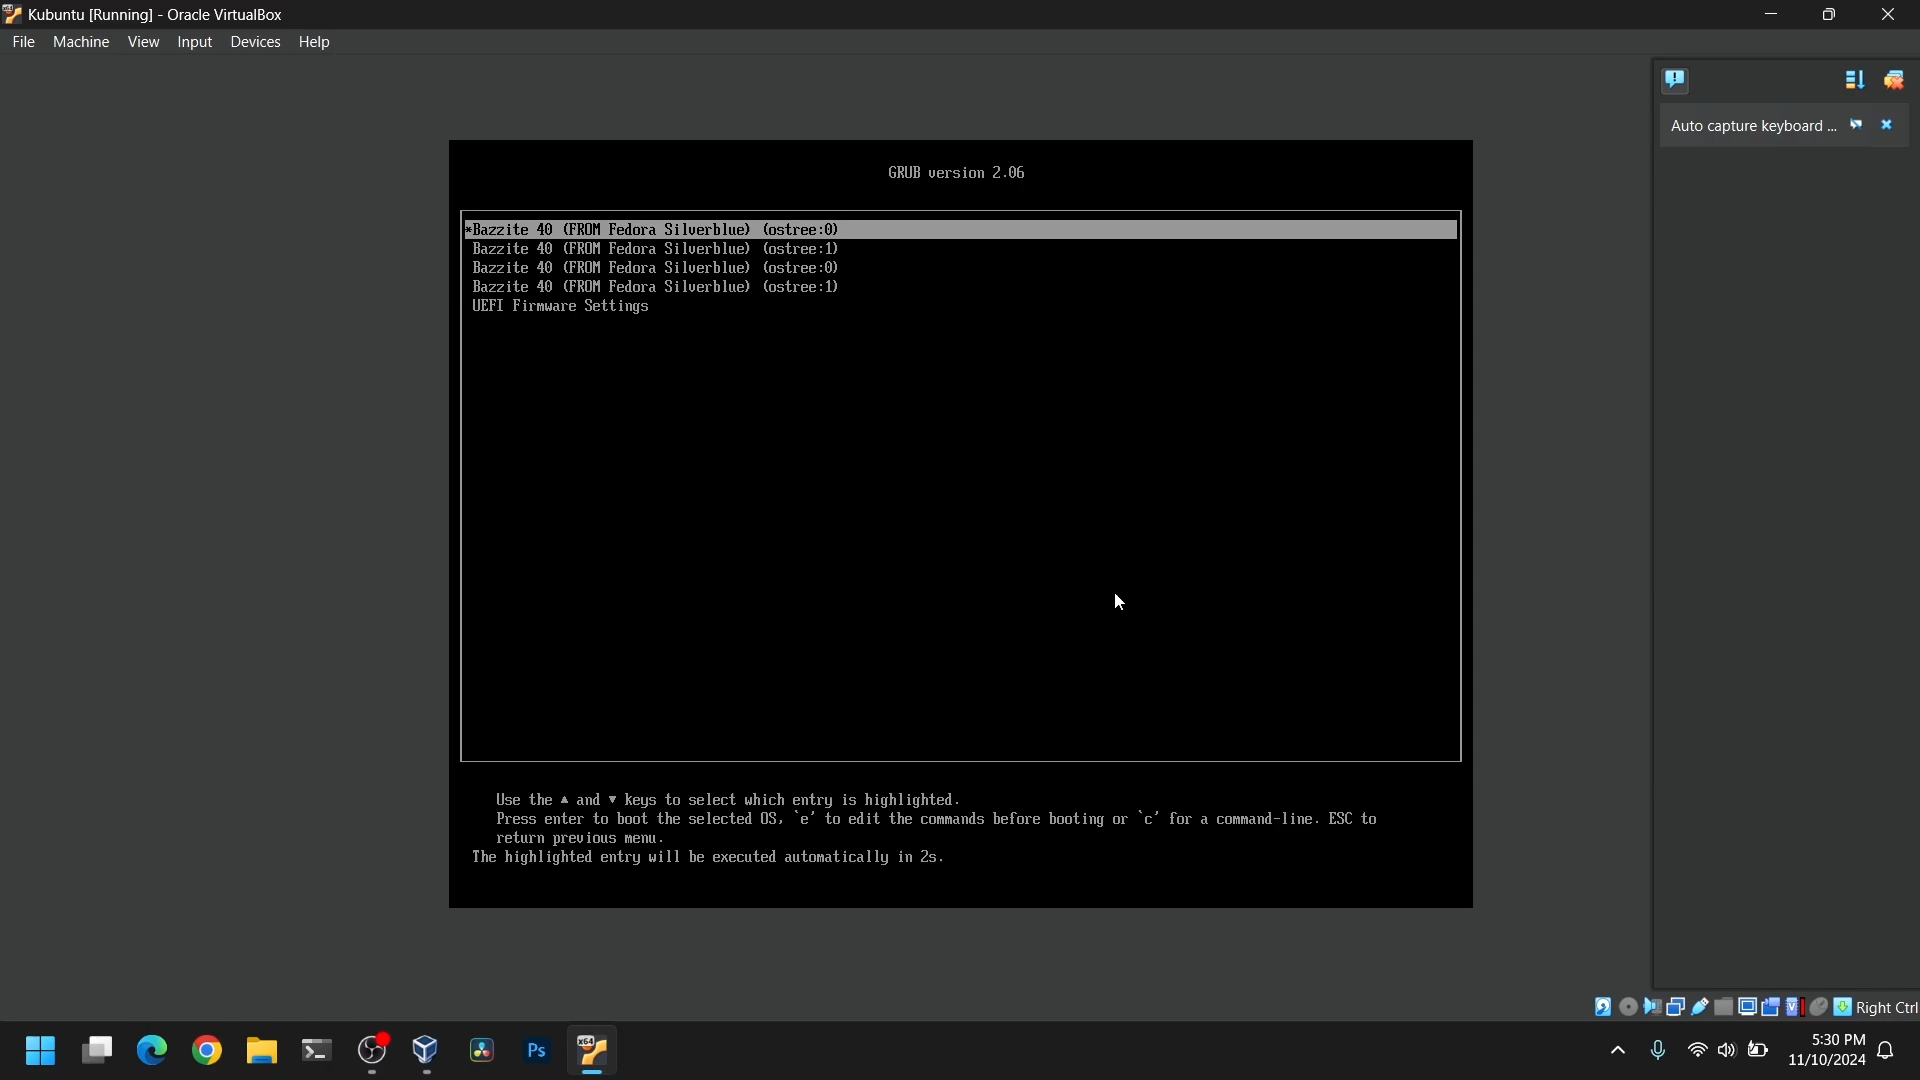 Kubuntu [Running] - Oracle VirtualBox
File Machine View Input Devices Help
Auto capture keyboard ...
GRUB version 2.06
*Bazzite 40 (FROM Fedora Silverblue) (ostree:0)
Bazzite 40 (FROM Fedora Silverblue) (ostree:1)
Bazzite 40 (FROM Fedora Silverblue) (ostree:0)
Bazzite 40 (FROM Fedora Silverblue) (ostree:1)
UEFI Firmware Settings
Use the ▲ and ▼ keys to select which entry is highlighted.
Press enter to boot the selected OS, `e' to edit the commands before booting or `c' for a command-line. ESC to
return previous menu.
The highlighted entry will be executed automatically in 2s.
Right Ctrl
Ps
x64
5:30 PM
11/10/2024